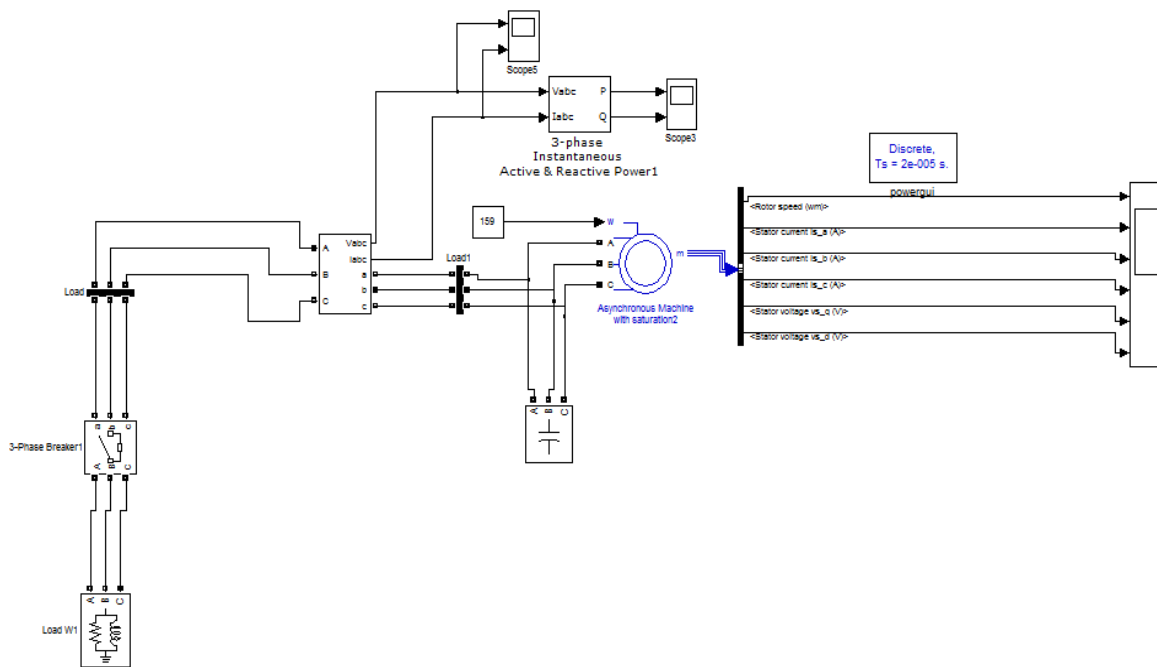 Scope5
Vabc
Iabc
P
Q
Scope3
3-phase
Instantaneous
Active & Reactive Power1
Discrete,
Ts = 2e-005 s.
powergui
<Rotor speed (wm)>
<Stator current is_a (A)>
<Stator current is_b (A)>
<Stator current is_c (A)>
<Stator voltage vs_q (V)>
<Stator voltage vs_d (V)>
159
W
A
B
C
m
Asynchronous Machine
with saturation2
A
B
C
Vabc
Iabc
a
b
c
Load1
Load
A
B
C
a
b
c
3-Phase Breaker1
A
B
C
A
B
C
Load W1